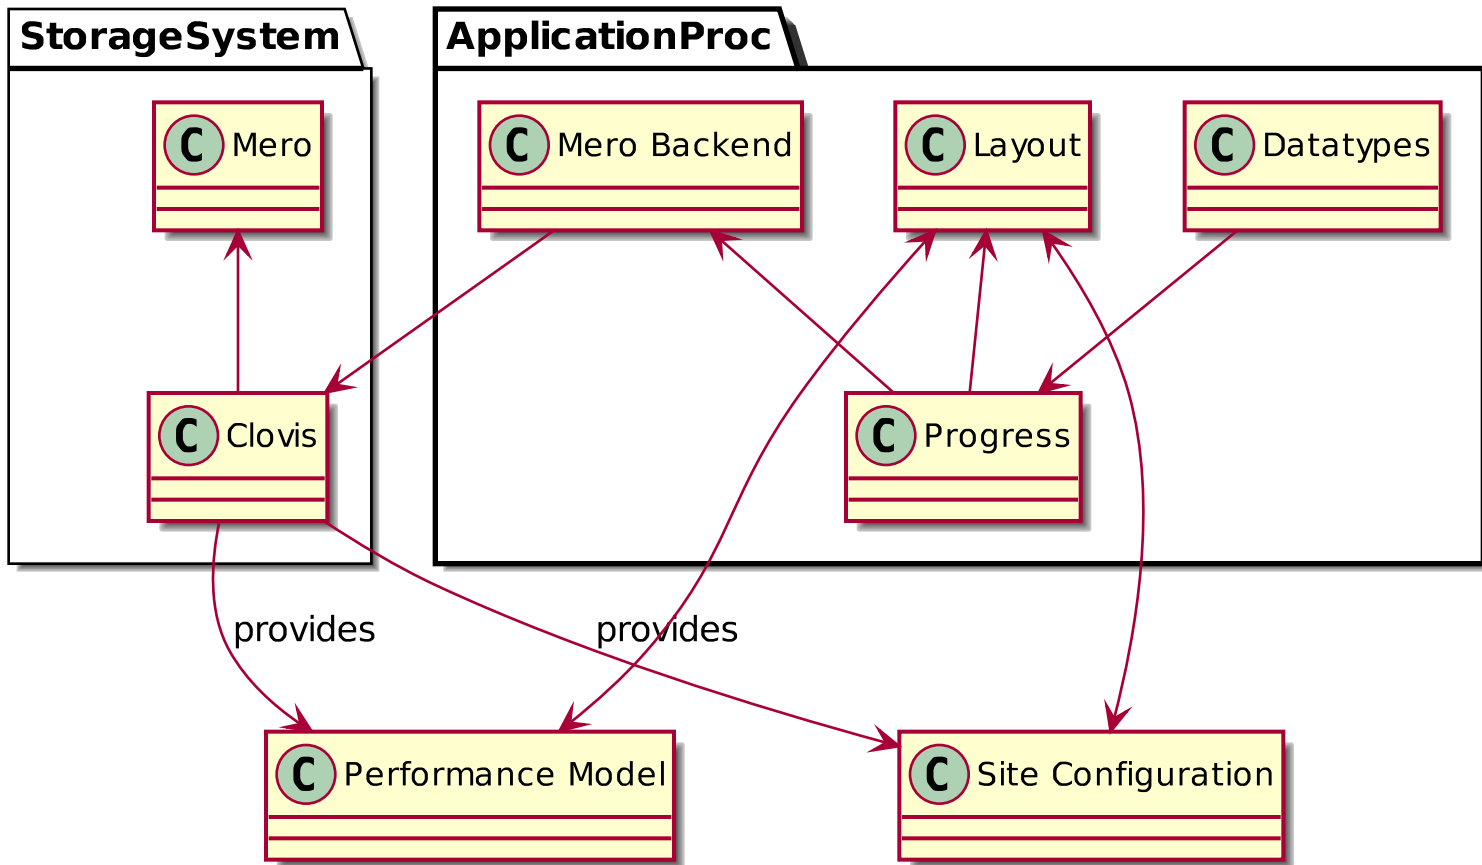 StorageSystem
ApplicationProc
C Mero
C Mero Backend
C Layout
C Datatypes
C Clovis
C Progress
provides
provides
C Performance Model
C Site Configuration